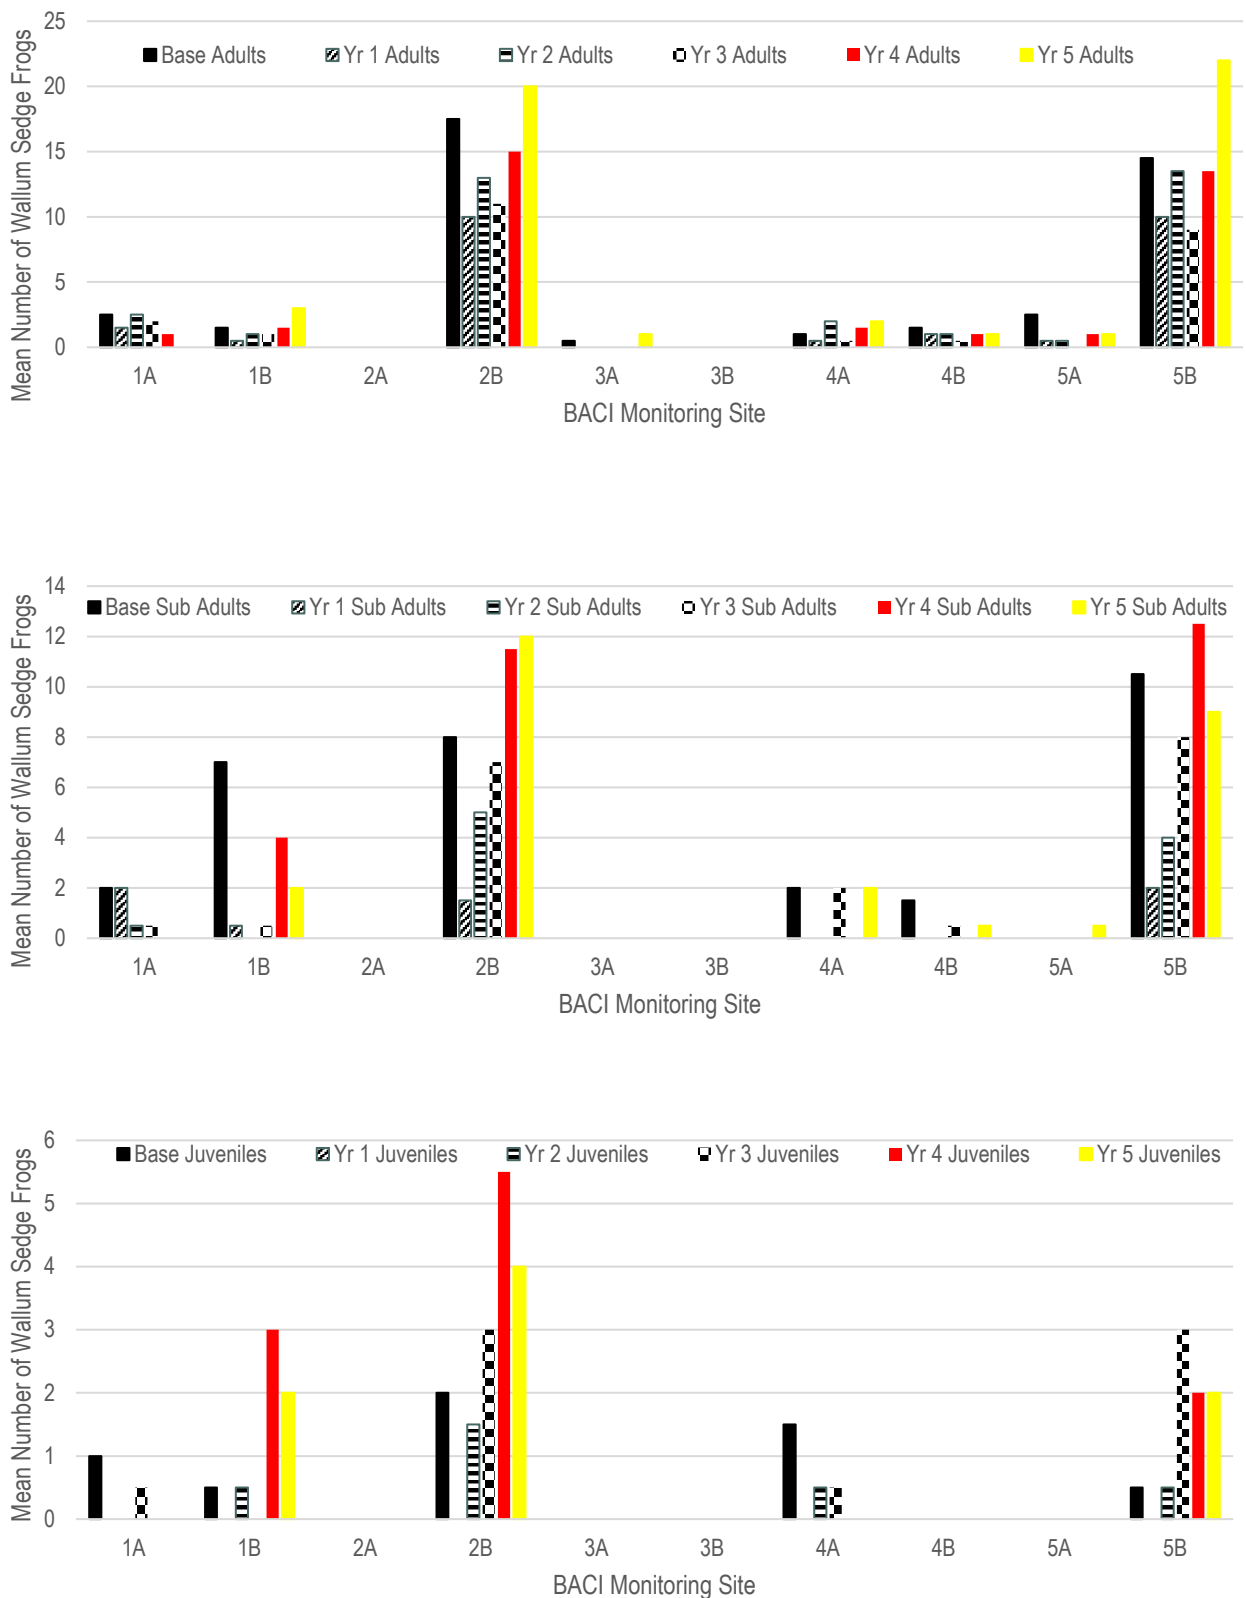 25
Base Adults Yr 1 Adults Yr 2 Adults Yr 3 Adults Yr 4 Adults Yr 5 Adults
20
15
10
5
0
Mean Number of Wallum Sedge Frogs
1A 1B 2A 2B 3A 3B 4A 4B 5A 5B
BACI Monitoring Site
14
Base Sub Adults Yr 1 Sub Adults Yr 2 Sub Adults Yr 3 Sub Adults Yr 4 Sub Adults Yr 5 Sub Adults
12
10
8
6
4
2
0
Mean Number of Wallum Sedge Frogs
1A 1B 2A 2B 3A 3B 4A 4B 5A 5B
BACI Monitoring Site
6
Base Juveniles Yr 1 Juveniles Yr 2 Juveniles Yr 3 Juveniles Yr 4 Juveniles Yr 5 Juveniles
5
4
3
2
1
0
Mean Number of Wallum Sedge Frogs
1A 1B 2A 2B 3A 3B 4A 4B 5A 5B
BACI Monitoring Site